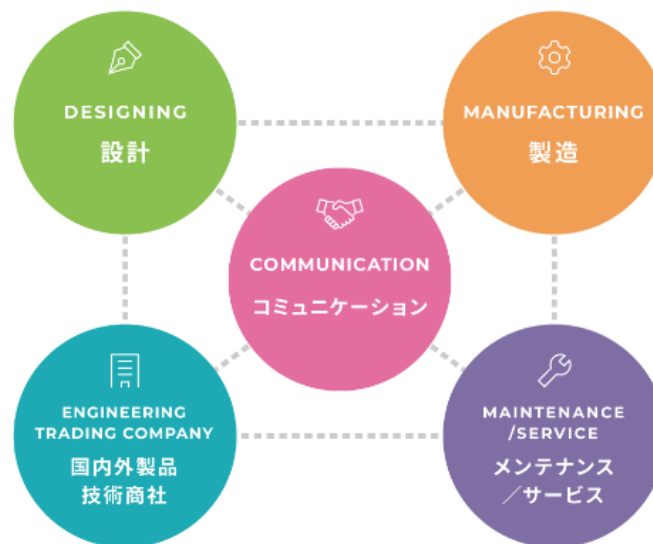 DESIGNING
設計
MANUFACTURING
製造
COMMUNICATION
コミュニケーション
ENGINEERING
TRADING COMPANY
国内外製品
技術商社
MAINTENANCE
/SERVICE
メンテナンス
／サービス